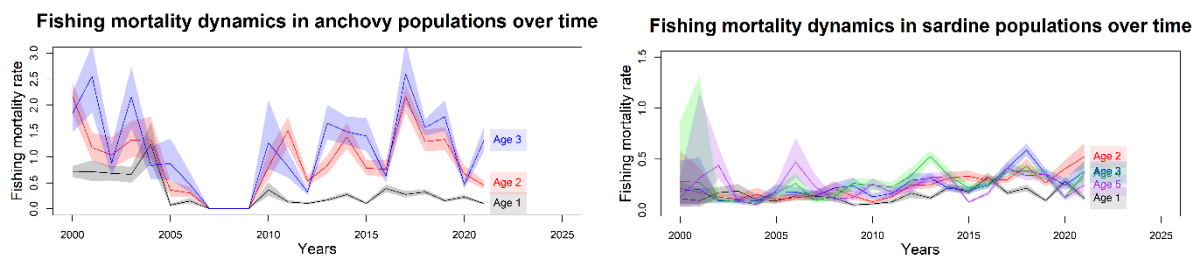 Fishing mortality dynamics in anchovy populations over time
Fishing mortality rate
3.0
2.5
2.0
1.5
1.0
0.5
0.0
Age 3
Age 2
Age 1
2000
2005
2010
2015
2020
2025
Years
Fishing mortality dynamics in sardine populations over time
Fishing mortality rate
1.5
1.0
0.5
0.0
Age 2
Age 3
Age 5
Age 1
2000
2005
2010
2015
2020
2025
Years